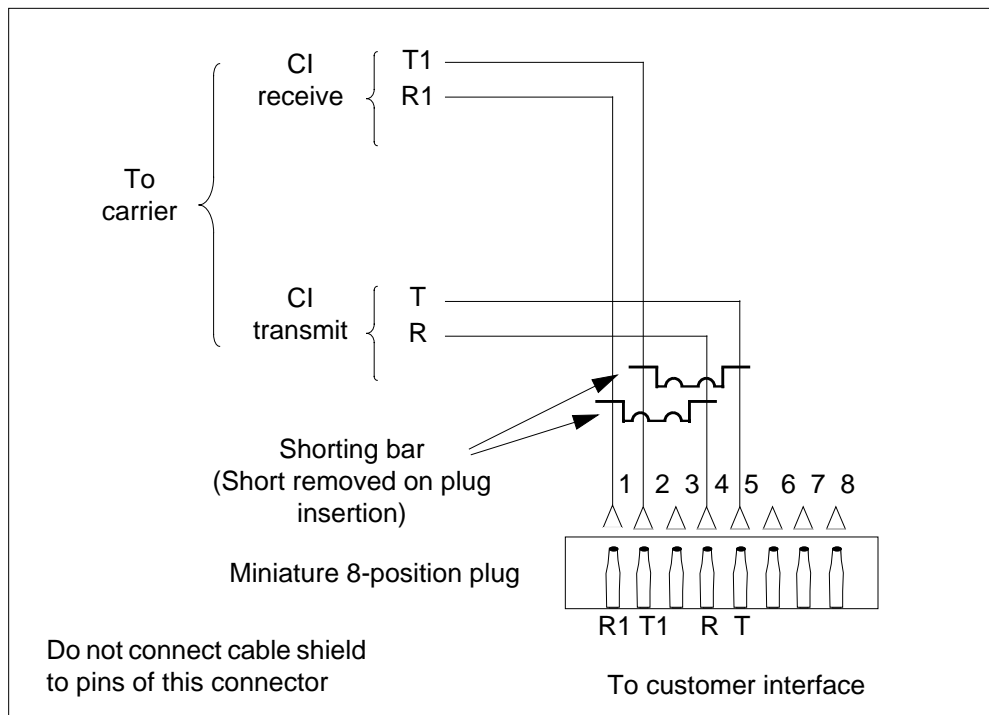 CI
receive
T1
R1
To
carrier
CI
transmit
T
R
Shorting bar
(Short removed on plug
insertion)
1 2 3 4 5 6 7 8
Miniature 8-position plug
R1 T1 R T
Do not connect cable shield
to pins of this connector
To customer interface